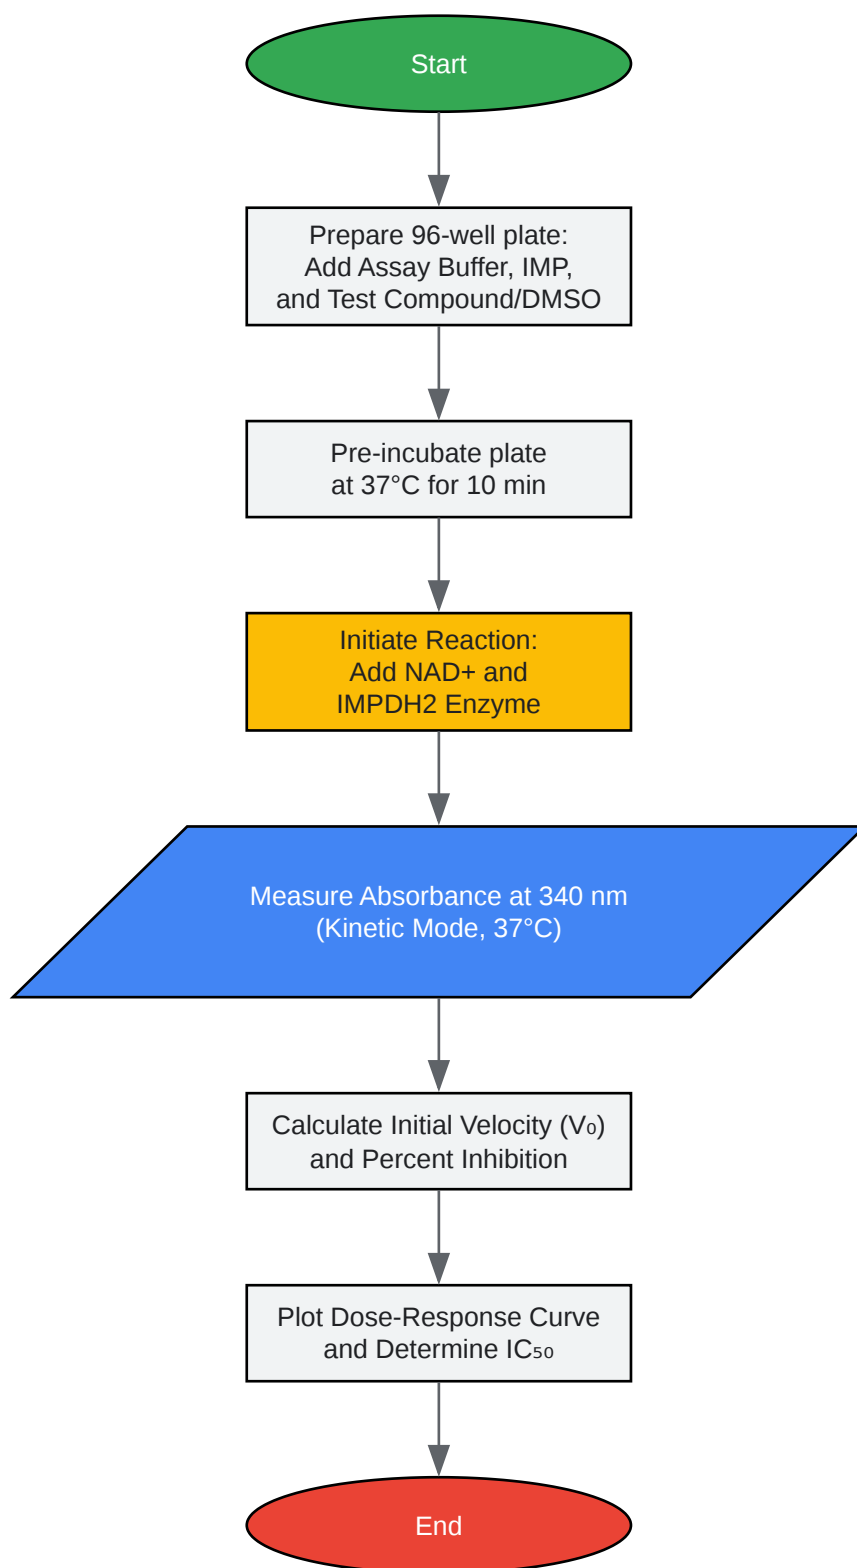 Start
Prepare 96-well plate:
Add Assay Buffer, IMP,
and Test Compound/DMSO
Pre-incubate plate
at 37°C for 10 min
Initiate Reaction:
Add NAD+ and
IMPDH2 Enzyme
Measure Absorbance at 340 nm
(Kinetic Mode, 37°C)
Calculate Initial Velocity (V₀)
and Percent Inhibition
Plot Dose-Response Curve
and Determine IC₅₀
End